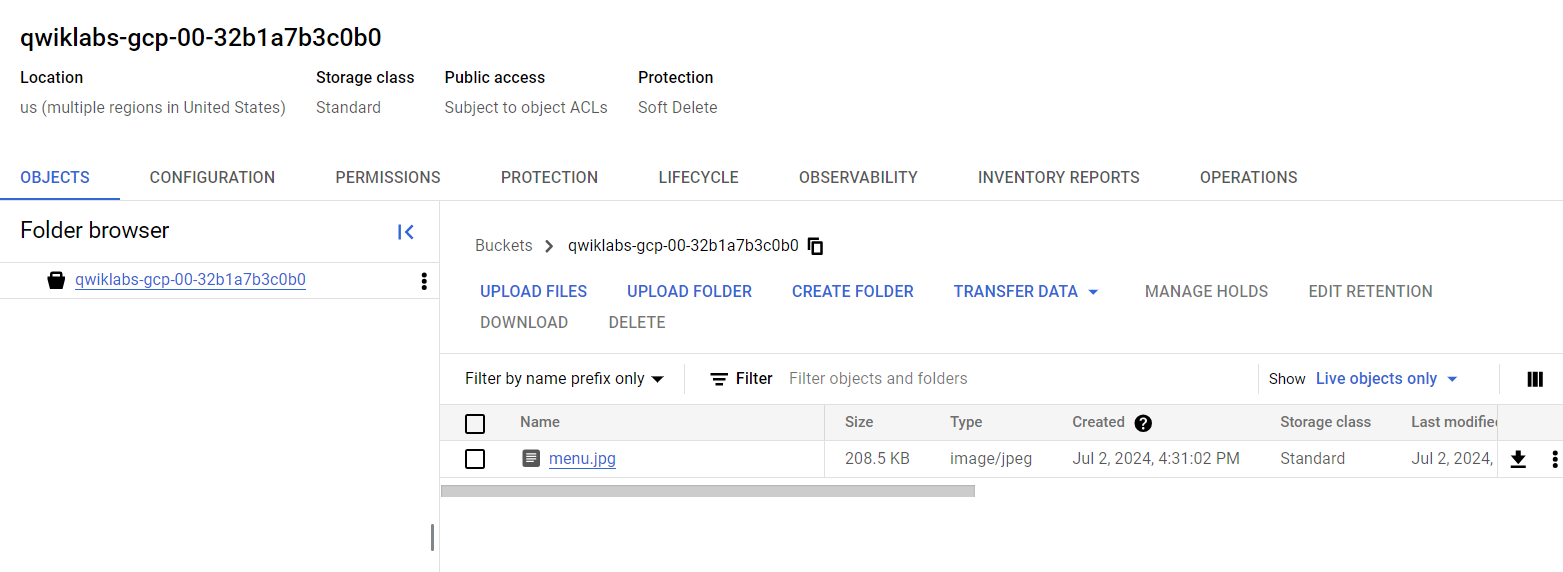 qwiklabs-gcp-00-32b1a7b3c0b0
Location Storage class Public access Protection
us (multiple regions in United States) Standard Subject to object ACLs Soft Delete
OBJECTS CONFIGURATION PERMISSIONS PROTECTION LIFECYCLE OBSERVABILITY INVENTORY REPORTS OPERATIONS
Folder browser
qwiklabs-gcp-00-32b1a7b3c0b0
Buckets qwiklabs-gcp-00-32b1a7b3c0b0
UPLOAD FILES UPLOAD FOLDER CREATE FOLDER TRANSFER DATA MANAGE HOLDS EDIT RETENTION
DOWNLOAD DELETE
Filter by name prefix only Filter Filter objects and folders Show Live objects only
Name Size Type Created Storage class Last modified
menu.jpg 208.5 KB image/jpeg Jul 2, 2024, 4:31:02 PM Standard Jul 2, 2024,